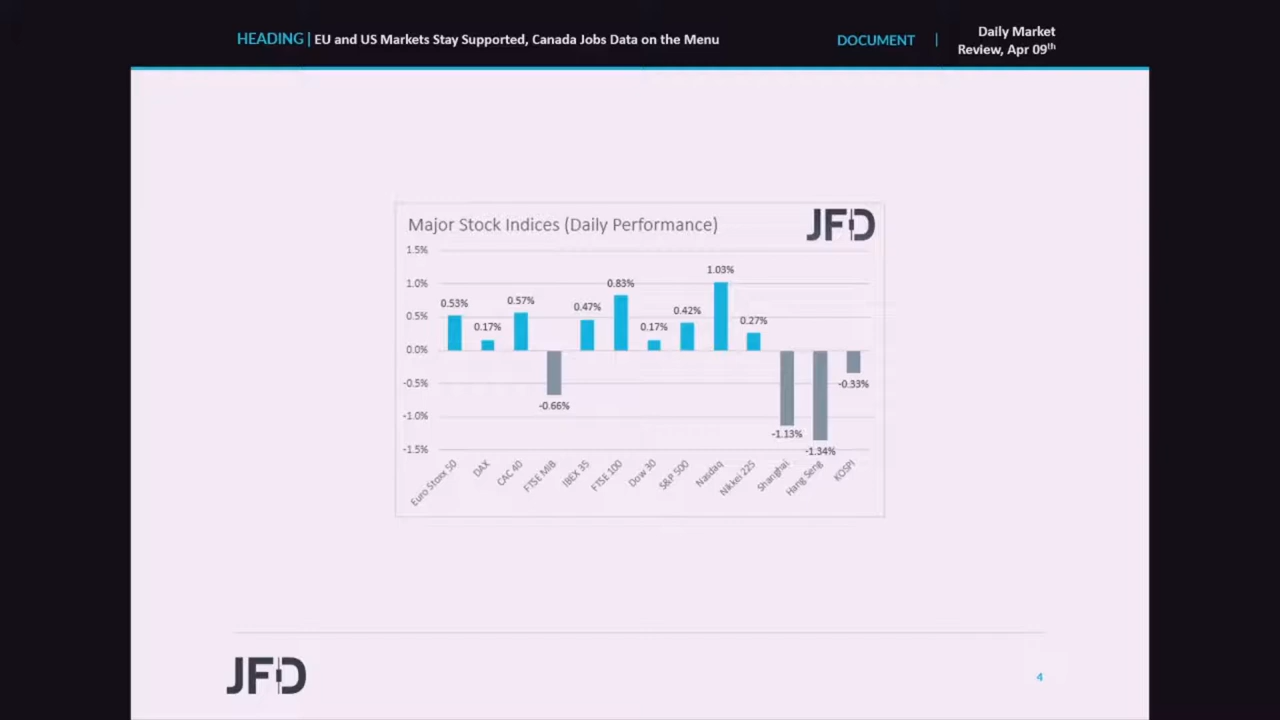 HEADING | EU and US Markets Stay Supported, Canada Jobs Data on the Menu
DOCUMENT |
Daily Market
Review, Apr 09th
Major Stock Indices (Daily Performance)
JFD
1.5%
1.0%
0.5%
0.0%
-0.5%
-1.0%
-1.5%
0.53%
0.17%
0.57%
-0.66%
0.47%
0.83%
0.17%
0.42%
1.03%
0.27%
-1.13%
-1.34%
-0.33%
Euro Stoxx 50
DAX
CAC 40
FTSE MIB
IBEX 35
FTSE 100
Dow 30
S&P 500
Nasdaq
Nikkei 225
Shanghai
Hang Seng
KOSPI
JFD
4